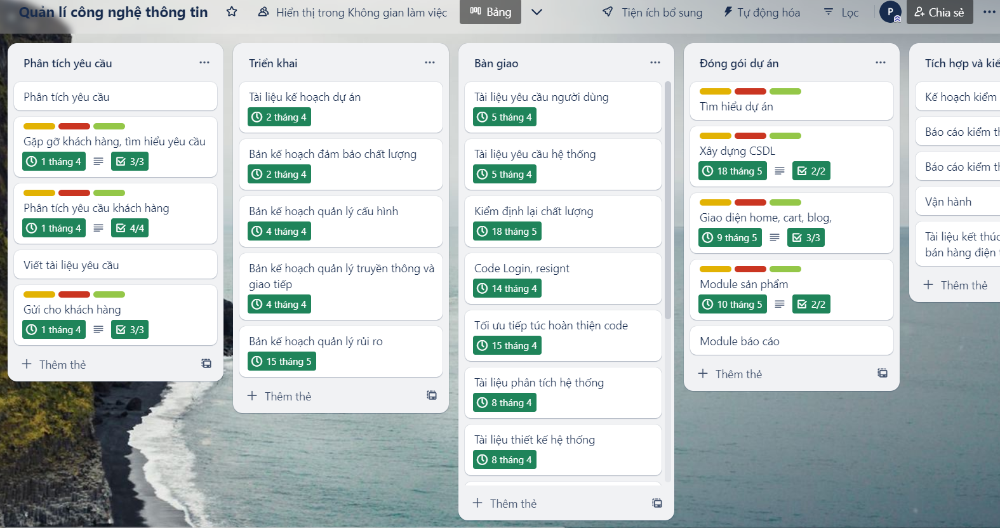 Quản lí công nghệ thông tin
Hiển thị trong Không gian làm việc
Bảng
Tiện ích bổ sung
Tự động hóa
Lọc
P
Chia sẻ
Phân tích yêu cầu
Phân tích yêu cầu
Gặp gỡ khách hàng, tìm hiểu yêu cầu
1 tháng 4
3/3
Phân tích yêu cầu khách hàng
1 tháng 4
4/4
Viết tài liệu yêu cầu
Gửi cho khách hàng
1 tháng 4
3/3
Thêm thẻ
Triển khai
Tài liệu kế hoạch dự án
2 tháng 4
Bản kế hoạch đảm bảo chất lượng
2 tháng 4
Bản kế hoạch quản lý cấu hình
4 tháng 4
Bản kế hoạch quản lý truyền thông và
giao tiếp
4 tháng 4
Bản kế hoạch quản lý rủi ro
15 tháng 5
Thêm thẻ
Bàn giao
Tài liệu yêu cầu người dùng
5 tháng 4
Tài liệu yêu cầu hệ thống
5 tháng 4
Kiểm định lại chất lượng
18 tháng 5
Code Login, resignt
14 tháng 4
Tối ưu tiếp túc hoàn thiện code
15 tháng 4
Tài liệu phân tích hệ thống
8 tháng 4
Tài liệu thiết kế hệ thống
8 tháng 4
Thêm thẻ
Đóng gói dự án
Tìm hiểu dự án
Xây dựng CSDL
18 tháng 5
2/2
Giao diện home, cart, blog,
9 tháng 5
3/3
Module sản phẩm
10 tháng 5
2/2
Module báo cáo
Thêm thẻ
Tích hợp và
Kế hoạch kiểm
Báo cáo kiểm
Báo cáo kiểm
Vận hành
Tài liệu kết thúc
bán hàng điện
Thêm thẻ